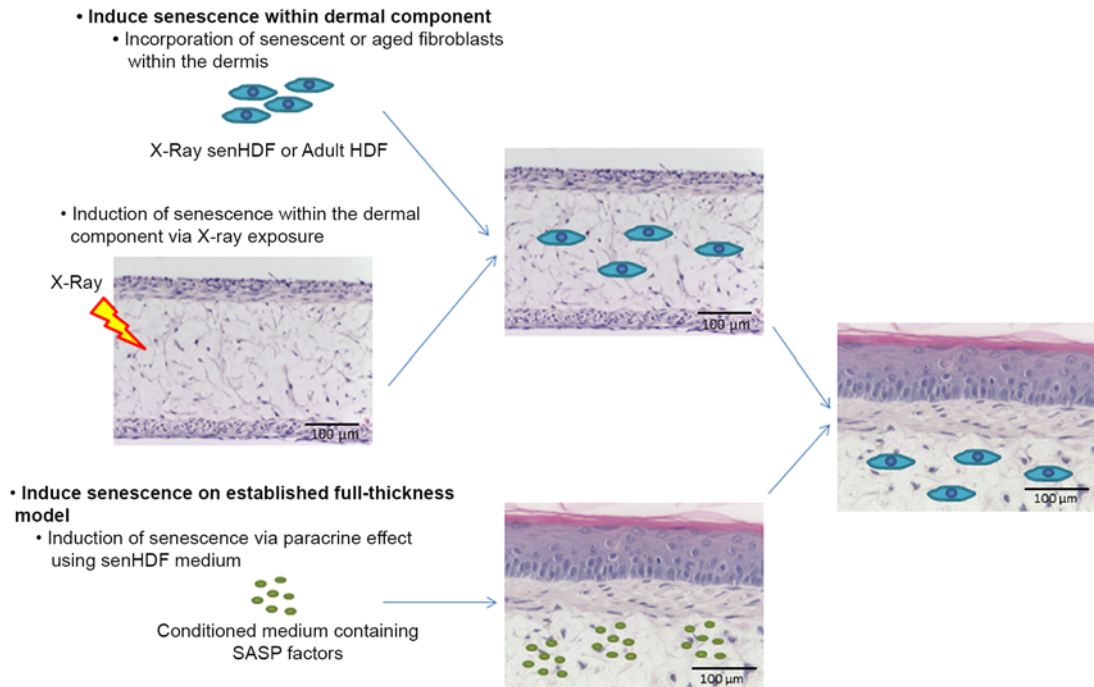 • Induce senescence within dermal component
• Incorporation of senescent or aged fibroblasts
within the dermis
X-Ray senHDF or Adult HDF
• Induction of senescence within the dermal
component via X-ray exposure
X-Ray
100 µm
100 µm
100 µm
• Induce senescence on established full-thickness
model
• Induction of senescence via paracrine effect
using senHDF medium
Conditioned medium containing
SASP factors
100 µm